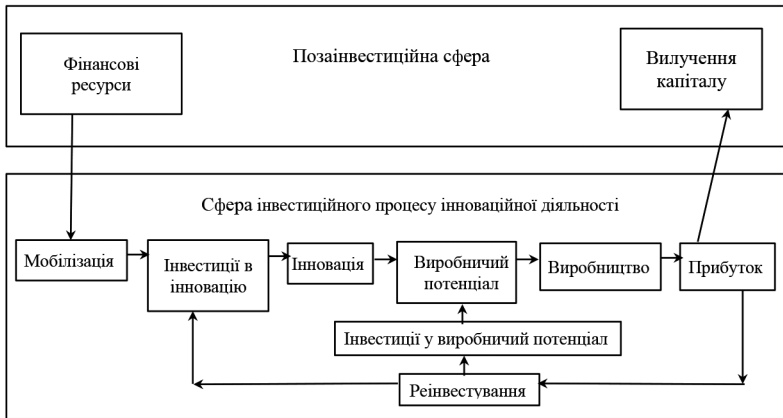 Фінансові
ресурси
Позаінвестиційна сфера
Вилучення
капіталу
Сфера інвестиційного процесу інноваційної діяльності
Мобілізація
Інвестиції в
інновацію
Інновація
Виробничий
потенціал
Виробництво
Прибуток
Інвестиції у виробничий потенціал
Реінвестування